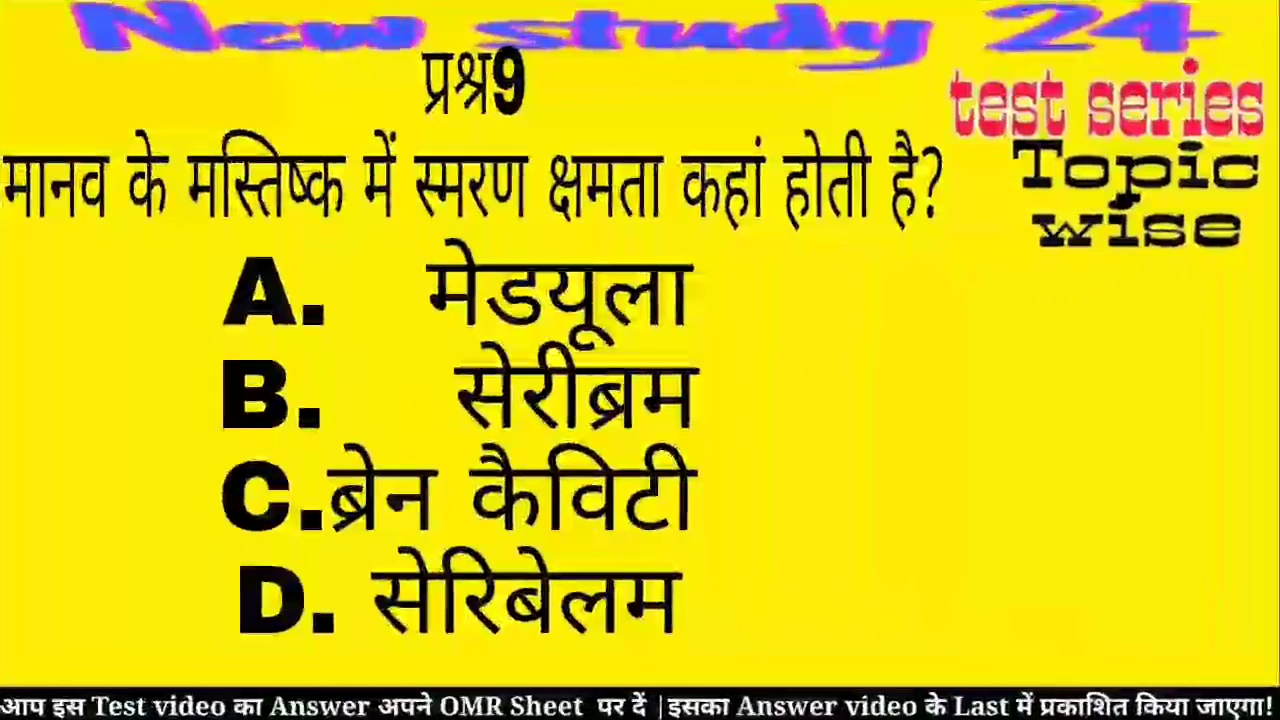 New study 24
प्रश्न9
test series
मानव के मस्तिष्क में स्मरण क्षमता कहां होती है?
Topic
wise
A. मेडयूला
B. सेरीब्रम
C.ब्रेन कैविटी
D. सेरिबेलम
आप इस Test video का Answer अपने OMR Sheet पर दें |इसका Answer video के Last में प्रकाशित किया जाएगा!